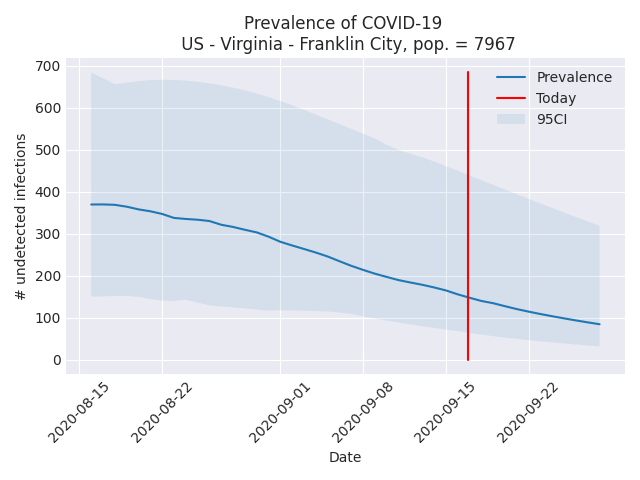 Prevalence of COVID-19
US - Virginia - Franklin City, pop. = 7967
Prevalence
Today
95CI
# undetected infections
700
600
500
400
300
200
100
0
2020-08-15
2020-08-22
2020-09-01
2020-09-08
2020-09-15
2020-09-22
Date